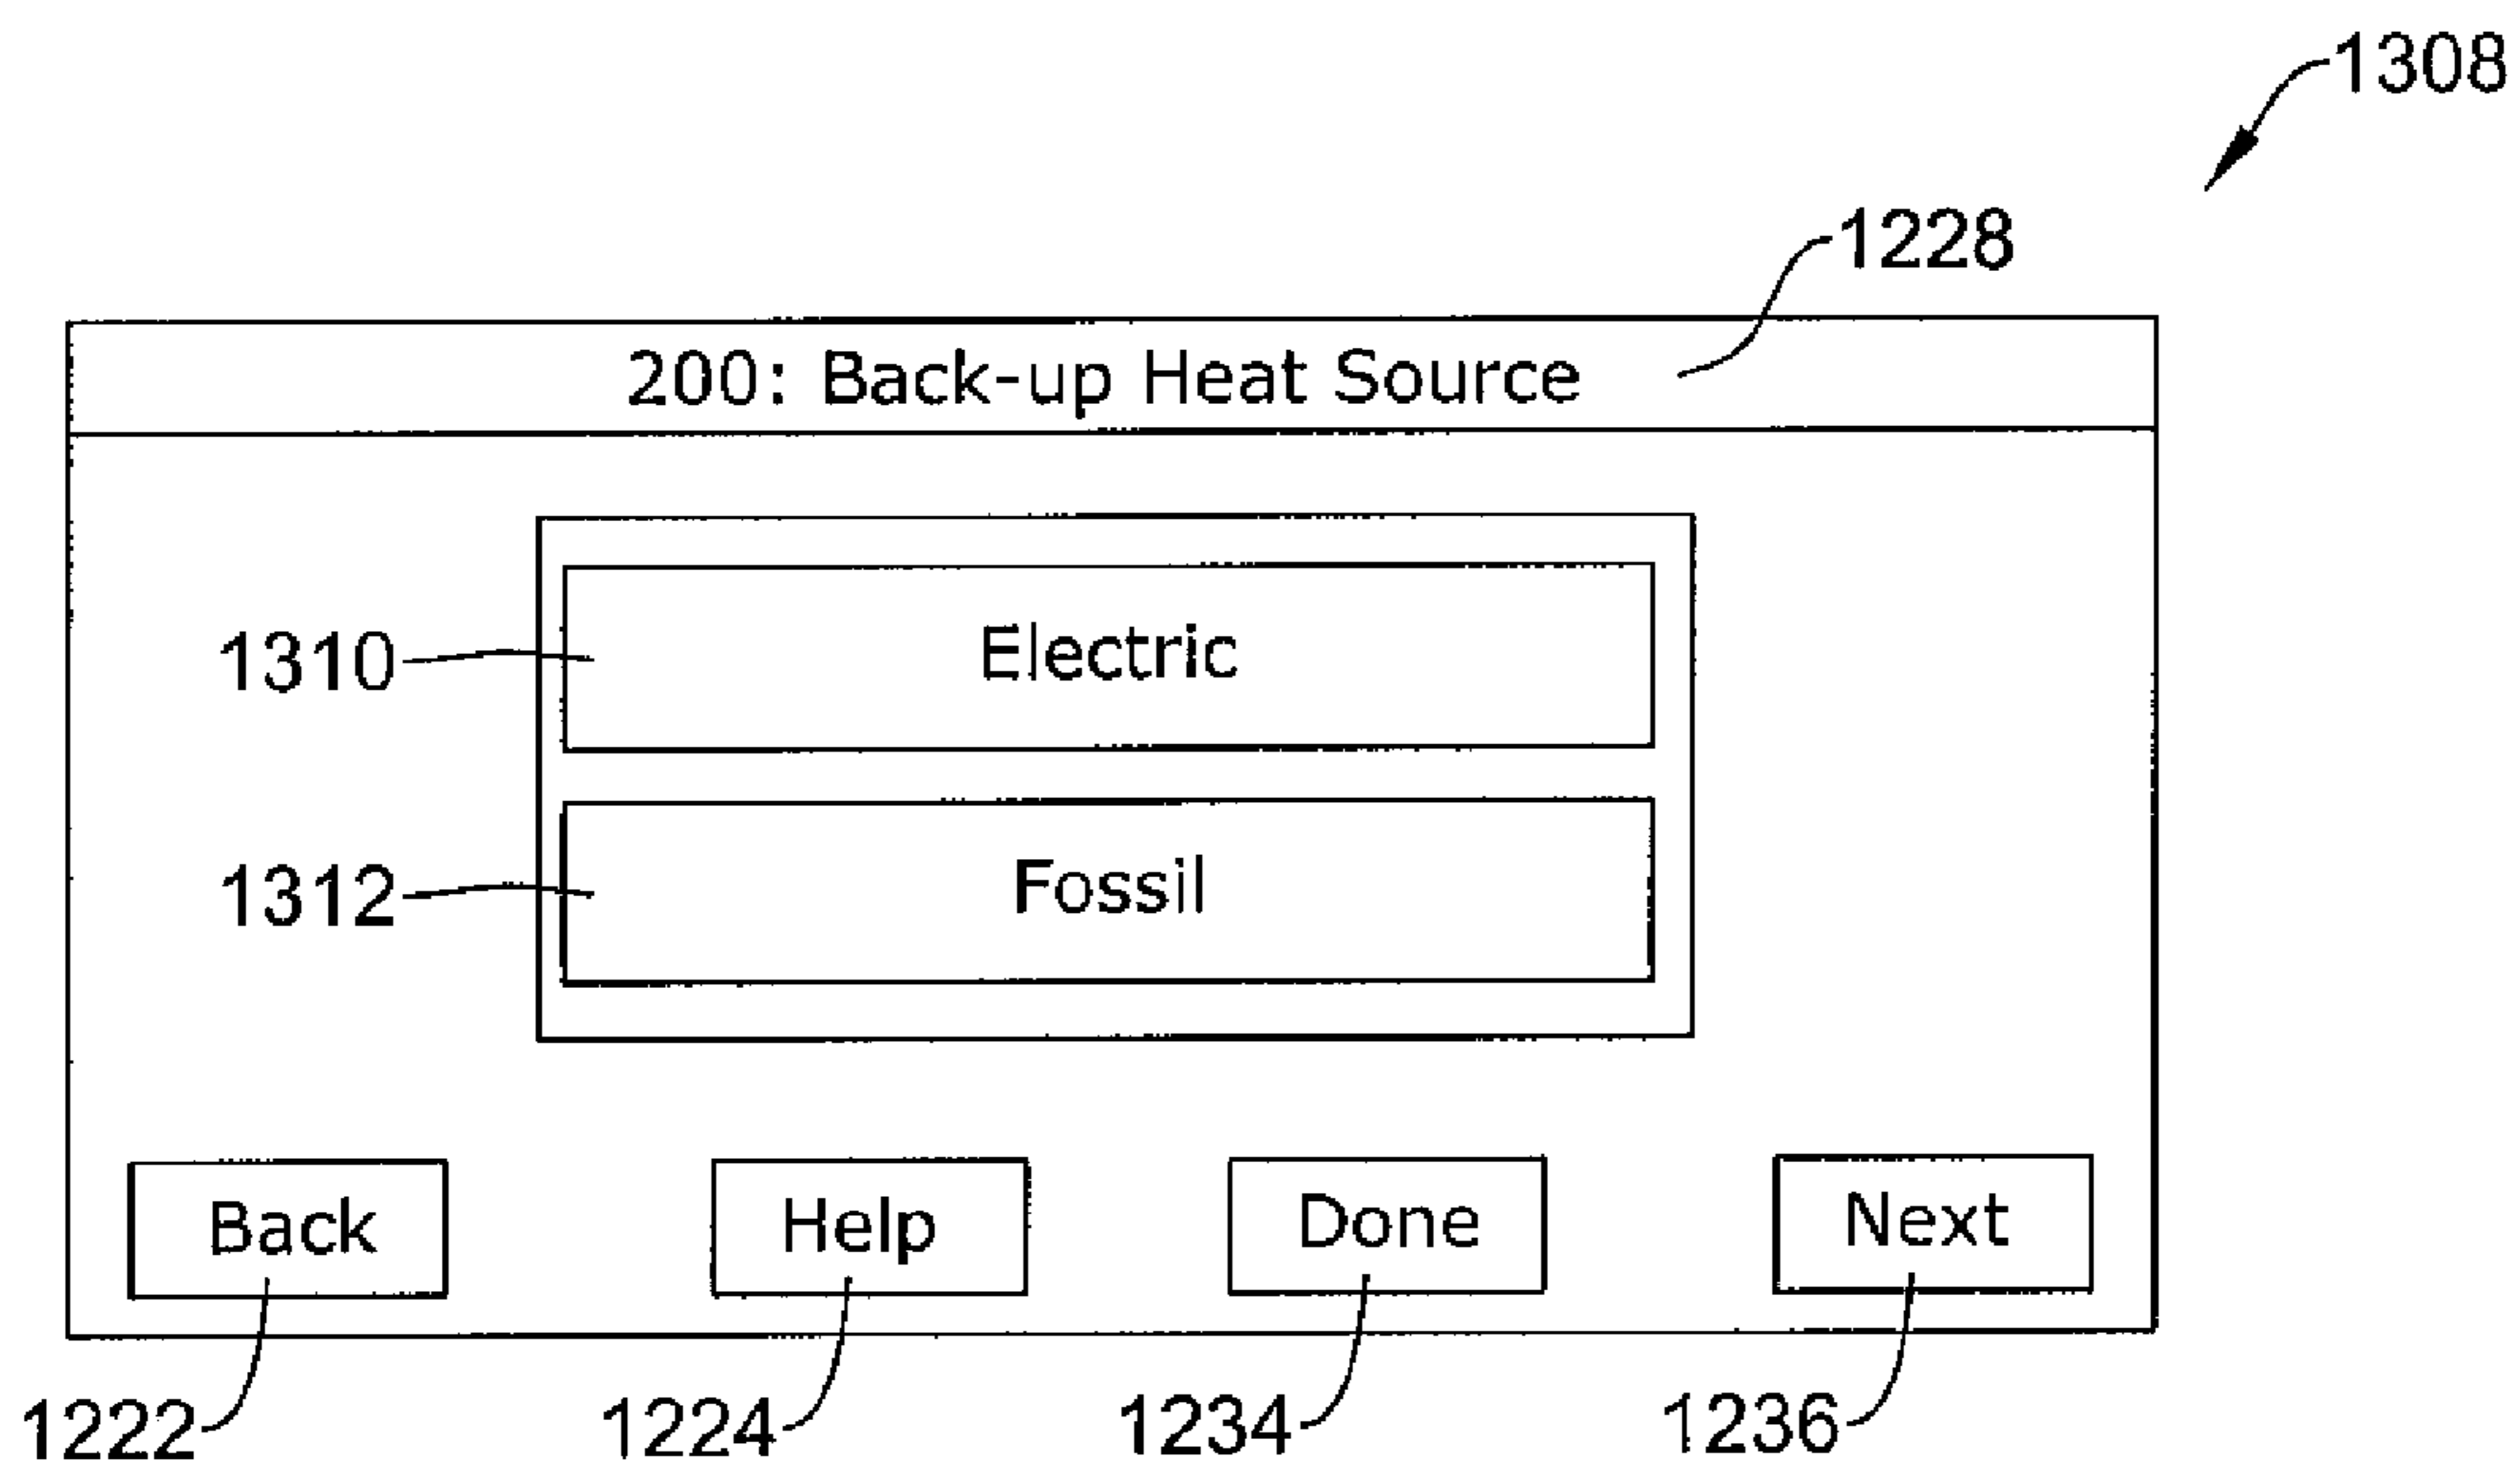 1308
1228
200: Back-up Heat Source
1310 Electric
1312 Fossil
Back Help Done Next
1222 1224 1234 1236